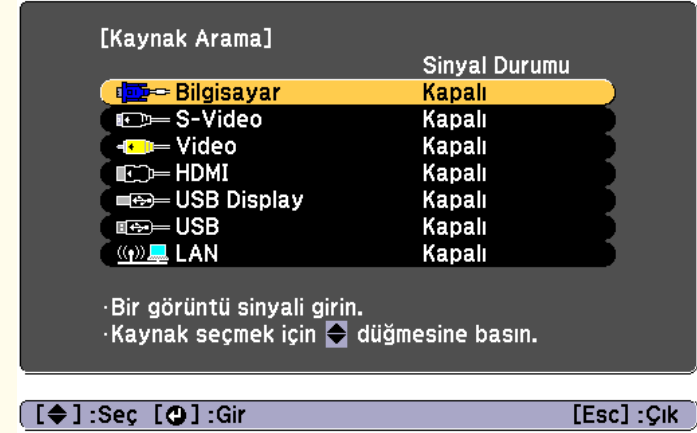 [Kaynak Arama]
Sinyal Durumu
Bilgisayar Kapalı
S-Video Kapalı
Video Kapalı
HDMI Kapalı
USB Display Kapalı
USB Kapalı
LAN Kapalı
·Bir görüntü sinyali girin.
·Kaynak seçmek için düğmesine basın.
[◆]:Seç [↵]:Gir [Esc]:Çık